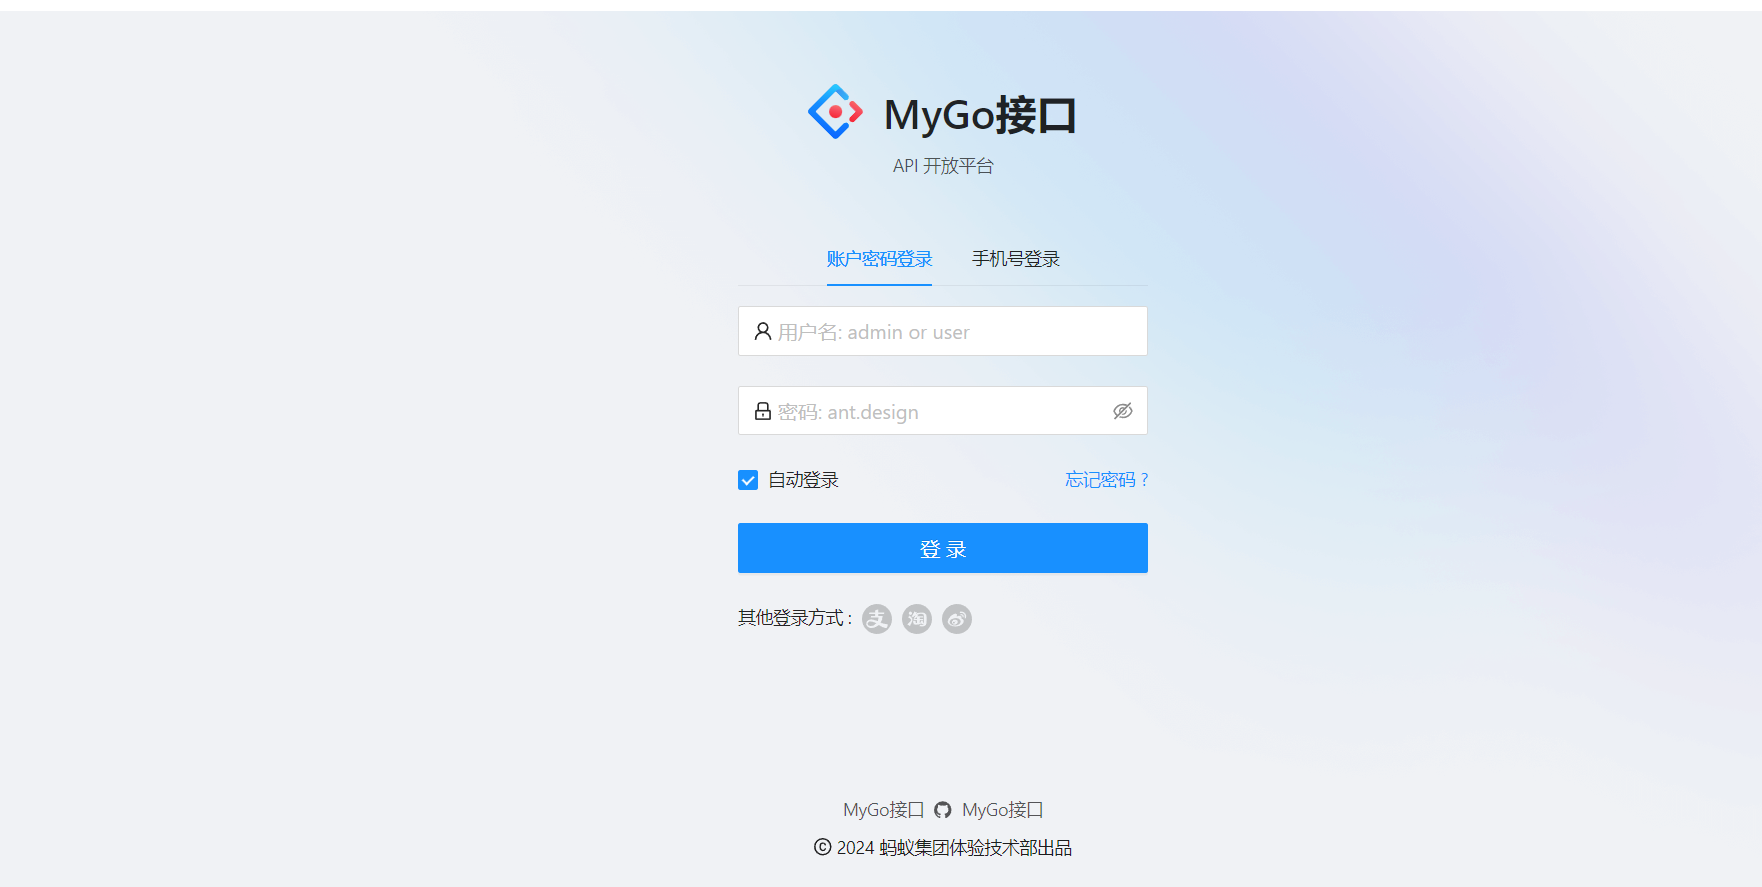 MyGo接口
API 开放平台
账户密码登录 手机号登录
用户名: admin or user
密码: ant.design
自动登录 忘记密码 ?
登 录
其他登录方式 : 支 淘
MyGo接口 MyGo接口
© 2024 蚂蚁集团体验技术部出品